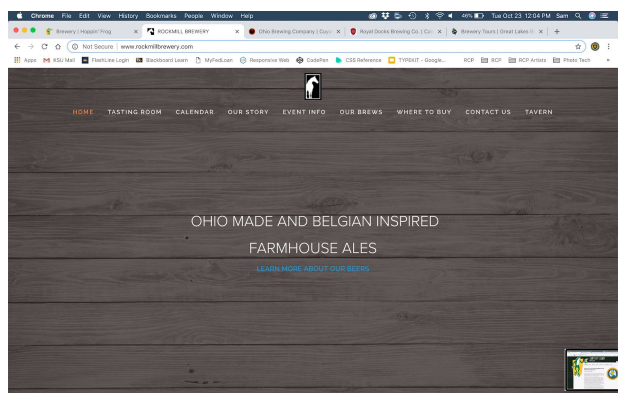 Chrome File Edit View History Bookmarks People Window Help 46% Tue Oct 23 12:04 PM Sam
Brewery | Hoppin' Frog × ROCKMILL BREWERY × Ohio Brewing Company | Cuya × Royal Docks Brewing Co. | Con × Brewery Tours | Great Lakes B × +
Not Secure | www.rockmillbrewery.com
Apps KSU Mail FlashLine Login Blackboard Learn MyFedLoan Responsive Web CodePen CSS Reference TYPEKIT - Google... RCP RCP RCP Artists Photo Tech »
HOME TASTING ROOM CALENDAR OUR STORY EVENT INFO OUR BREWS WHERE TO BUY CONTACT US TAVERN
OHIO MADE AND BELGIAN INSPIRED
FARMHOUSE ALES
LEARN MORE ABOUT OUR BEERS